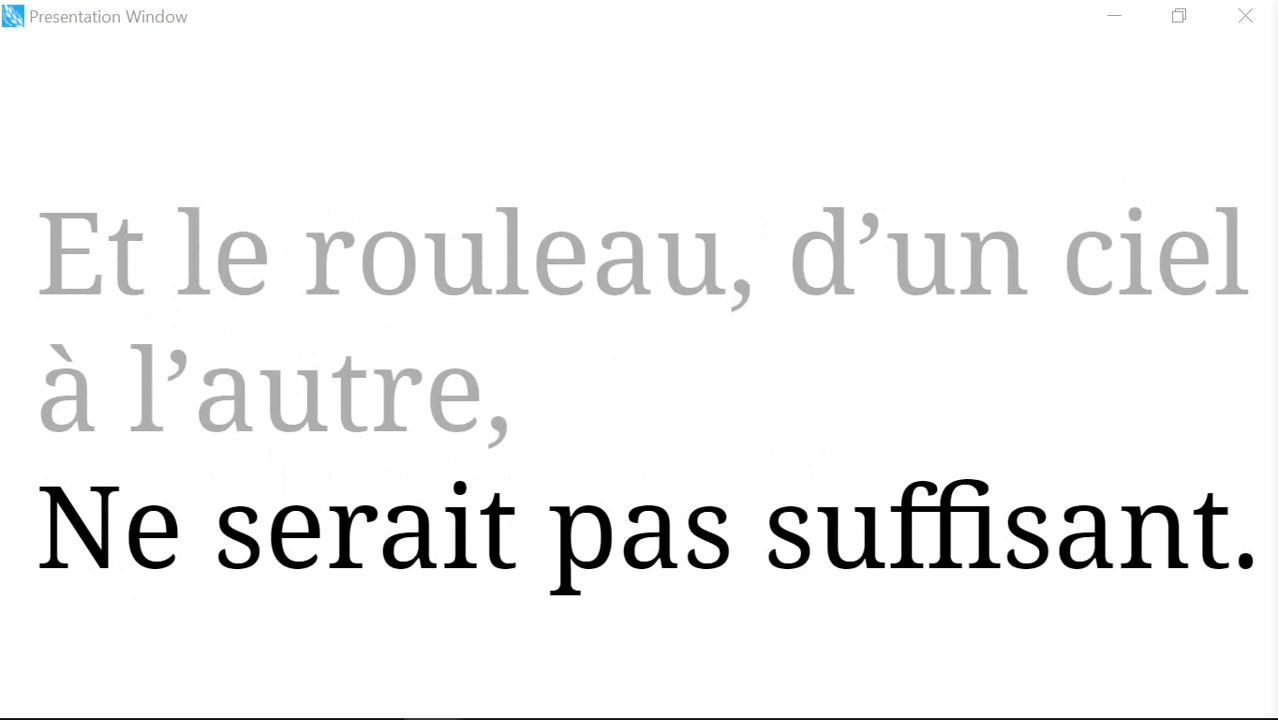 Presentation Window
Et le rouleau, d’un ciel
à l’autre,
Ne serait pas suffisant.